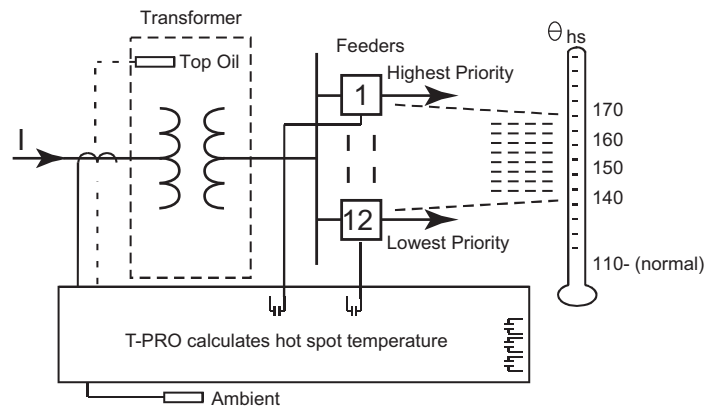 Transformer
Top Oil
I
Feeders
1
Highest Priority
12
Lowest Priority
θ hs
170
160
150
140
110- (normal)
T-PRO calculates hot spot temperature
Ambient